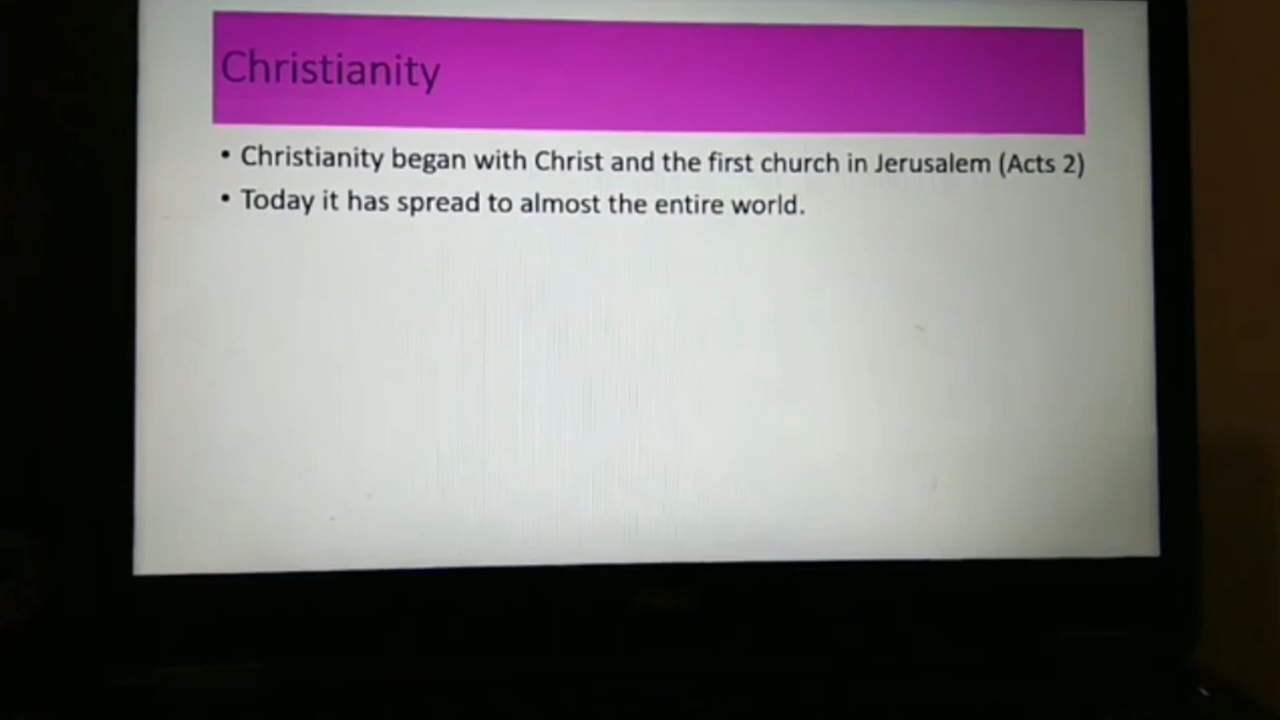 Christianity
• Christianity began with Christ and the first church in Jerusalem (Acts 2)
• Today it has spread to almost the entire world.